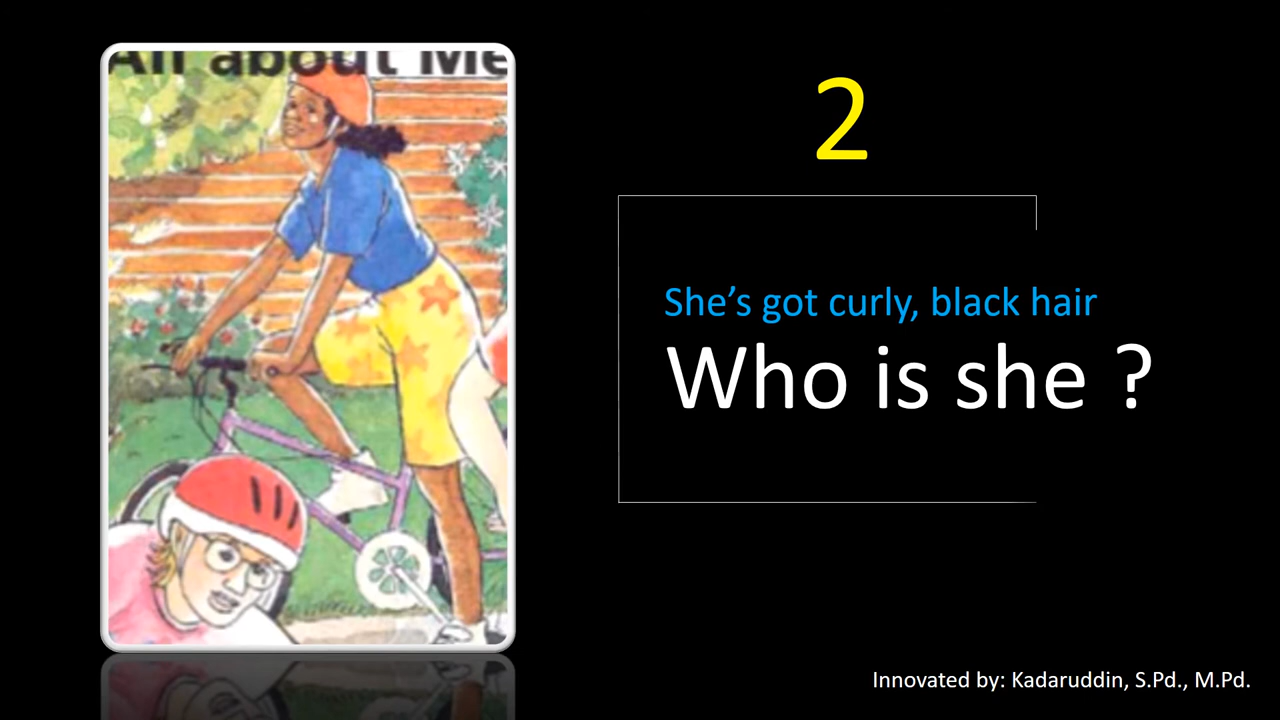 All about Me
2
She's got curly, black hair
Who is she ?
Innovated by: Kadaruddin, S.Pd., M.Pd.